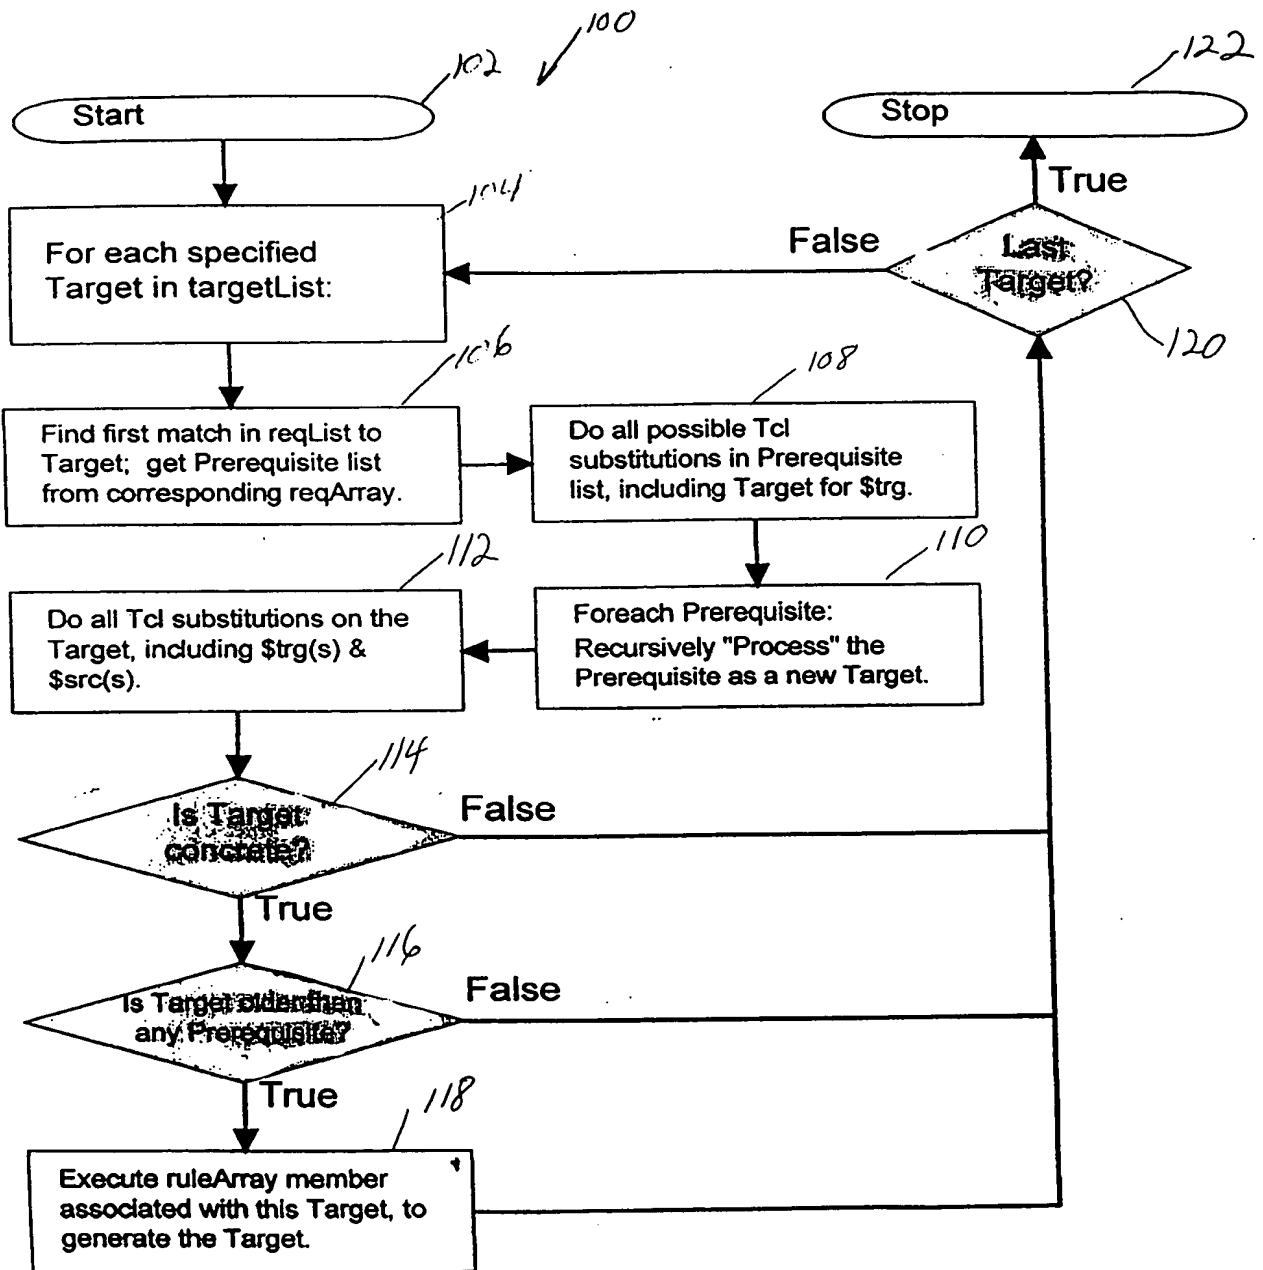 100
102
Start
122
Stop
True
104
For each specified
Target in targetList:
False
Last
Target?
120
106
Find first match in reqList to
Target; get Prerequisite list
from corresponding reqArray.
108
Do all possible Tcl
substitutions in Prerequisite
list, including Target for $trg.
110
Foreach Prerequisite:
Recursively "Process" the
Prerequisite as a new Target.
112
Do all Tcl substitutions on the
Target, including $trg(s) &
$src(s).
114
Is Target
concrete?
False
True
116
Is Target older than
any Prerequisite?
False
True
118
Execute ruleArray member
associated with this Target, to
generate the Target.